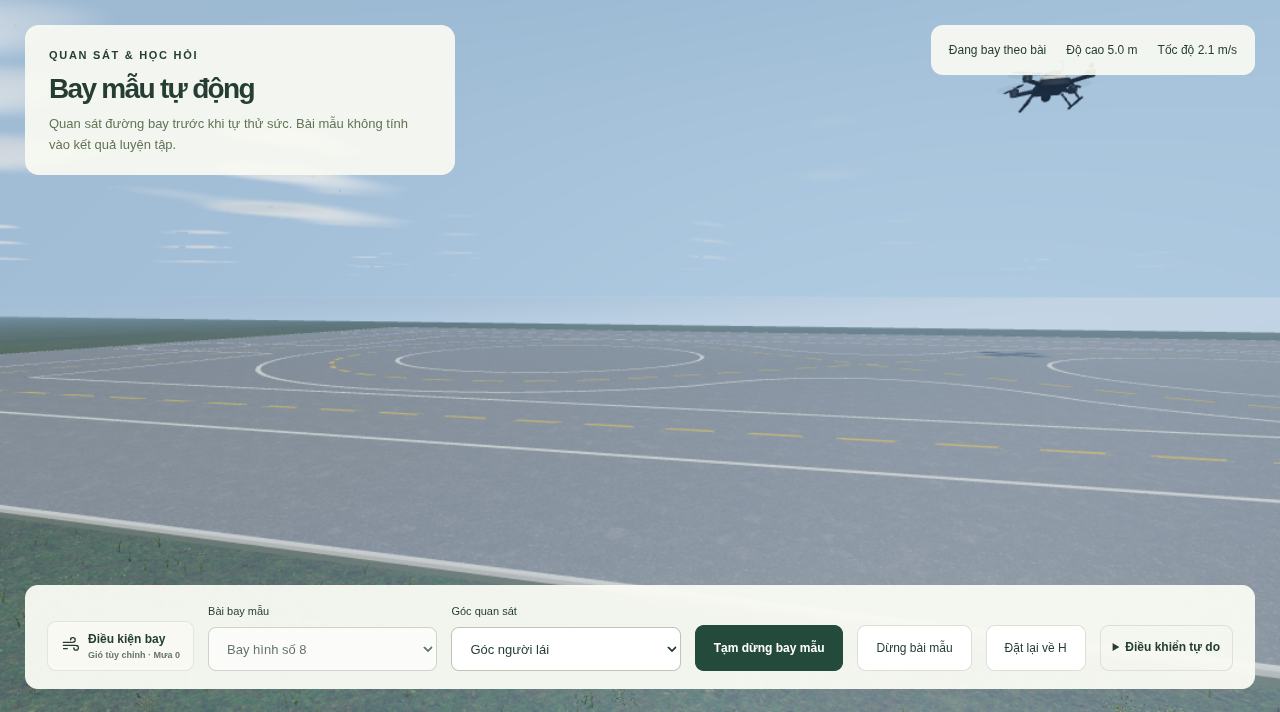 QUAN SÁT & HỌC HỎI
Bay mẫu tự động
Quan sát đường bay trước khi tự thử sức. Bài mẫu không tính
vào kết quả luyện tập.
Đang bay theo bài Độ cao 5.0 m Tốc độ 2.1 m/s
Điều kiện bay
Gió tùy chỉnh · Mưa 0
Bài bay mẫu
Bay hình số 8
Góc quan sát
Góc người lái
Tạm dừng bay mẫu
Dừng bài mẫu
Đặt lại về H
Điều khiển tự do